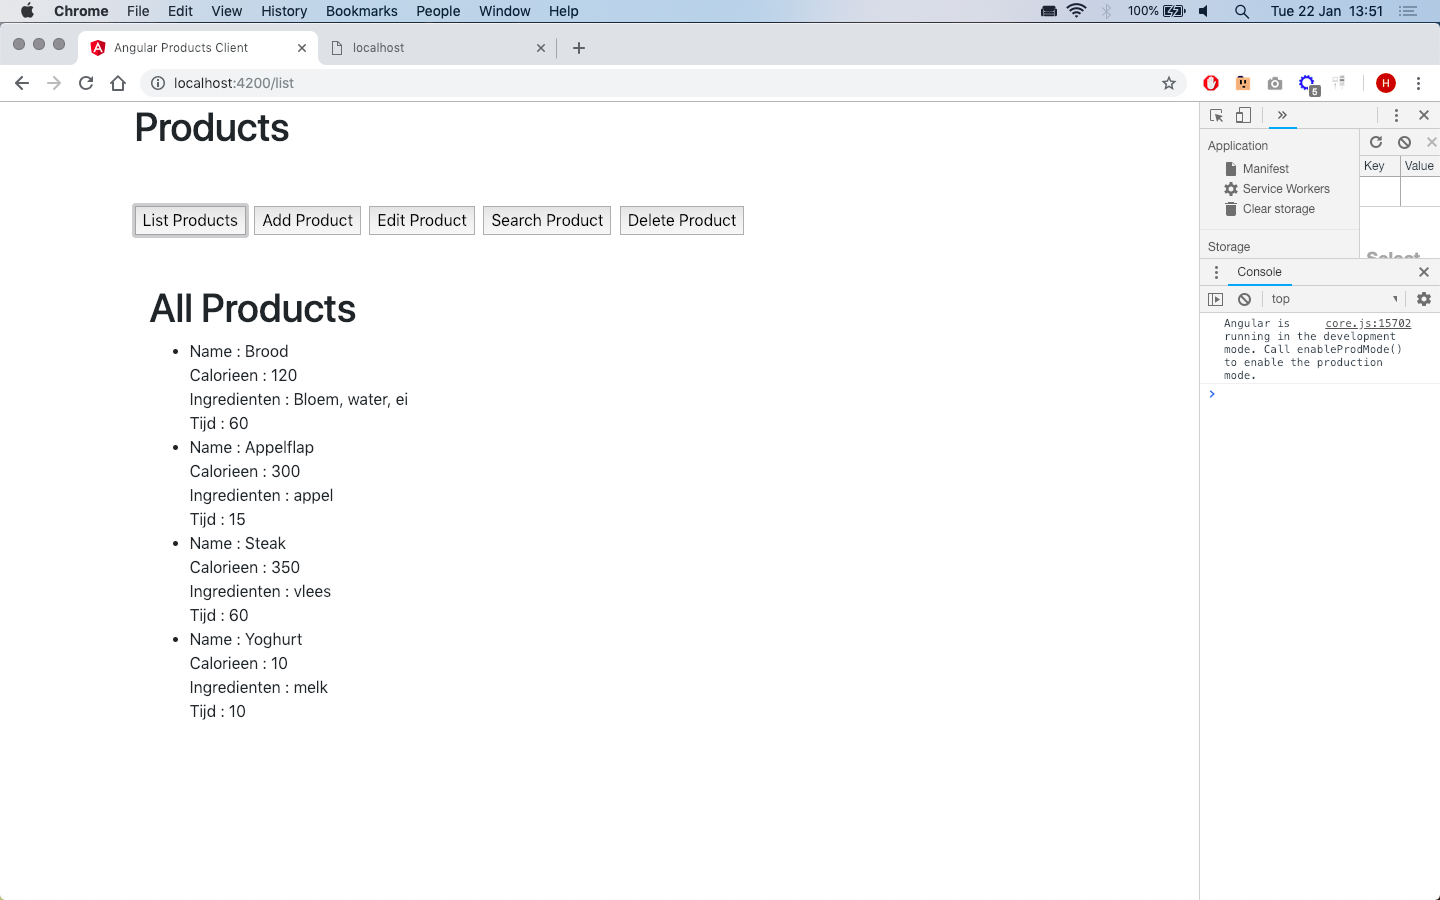 Chrome File Edit View History Bookmarks People Window Help 100% Tue 22 Jan 13:51
Angular Products Client localhost
localhost:4200/list 5 H
Products
List Products Add Product Edit Product Search Product Delete Product
All Products
Name : Brood
Calorieen : 120
Ingredienten : Bloem, water, ei
Tijd : 60
Name : Appelflap
Calorieen : 300
Ingredienten : appel
Tijd : 15
Name : Steak
Calorieen : 350
Ingredienten : vlees
Tijd : 60
Name : Yoghurt
Calorieen : 10
Ingredienten : melk
Tijd : 10
Application
Manifest
Service Workers
Clear storage
Storage
Key Value
Select
Console
top
Angular is core.js:15702
running in the development
mode. Call enableProdMode()
to enable the production
mode.